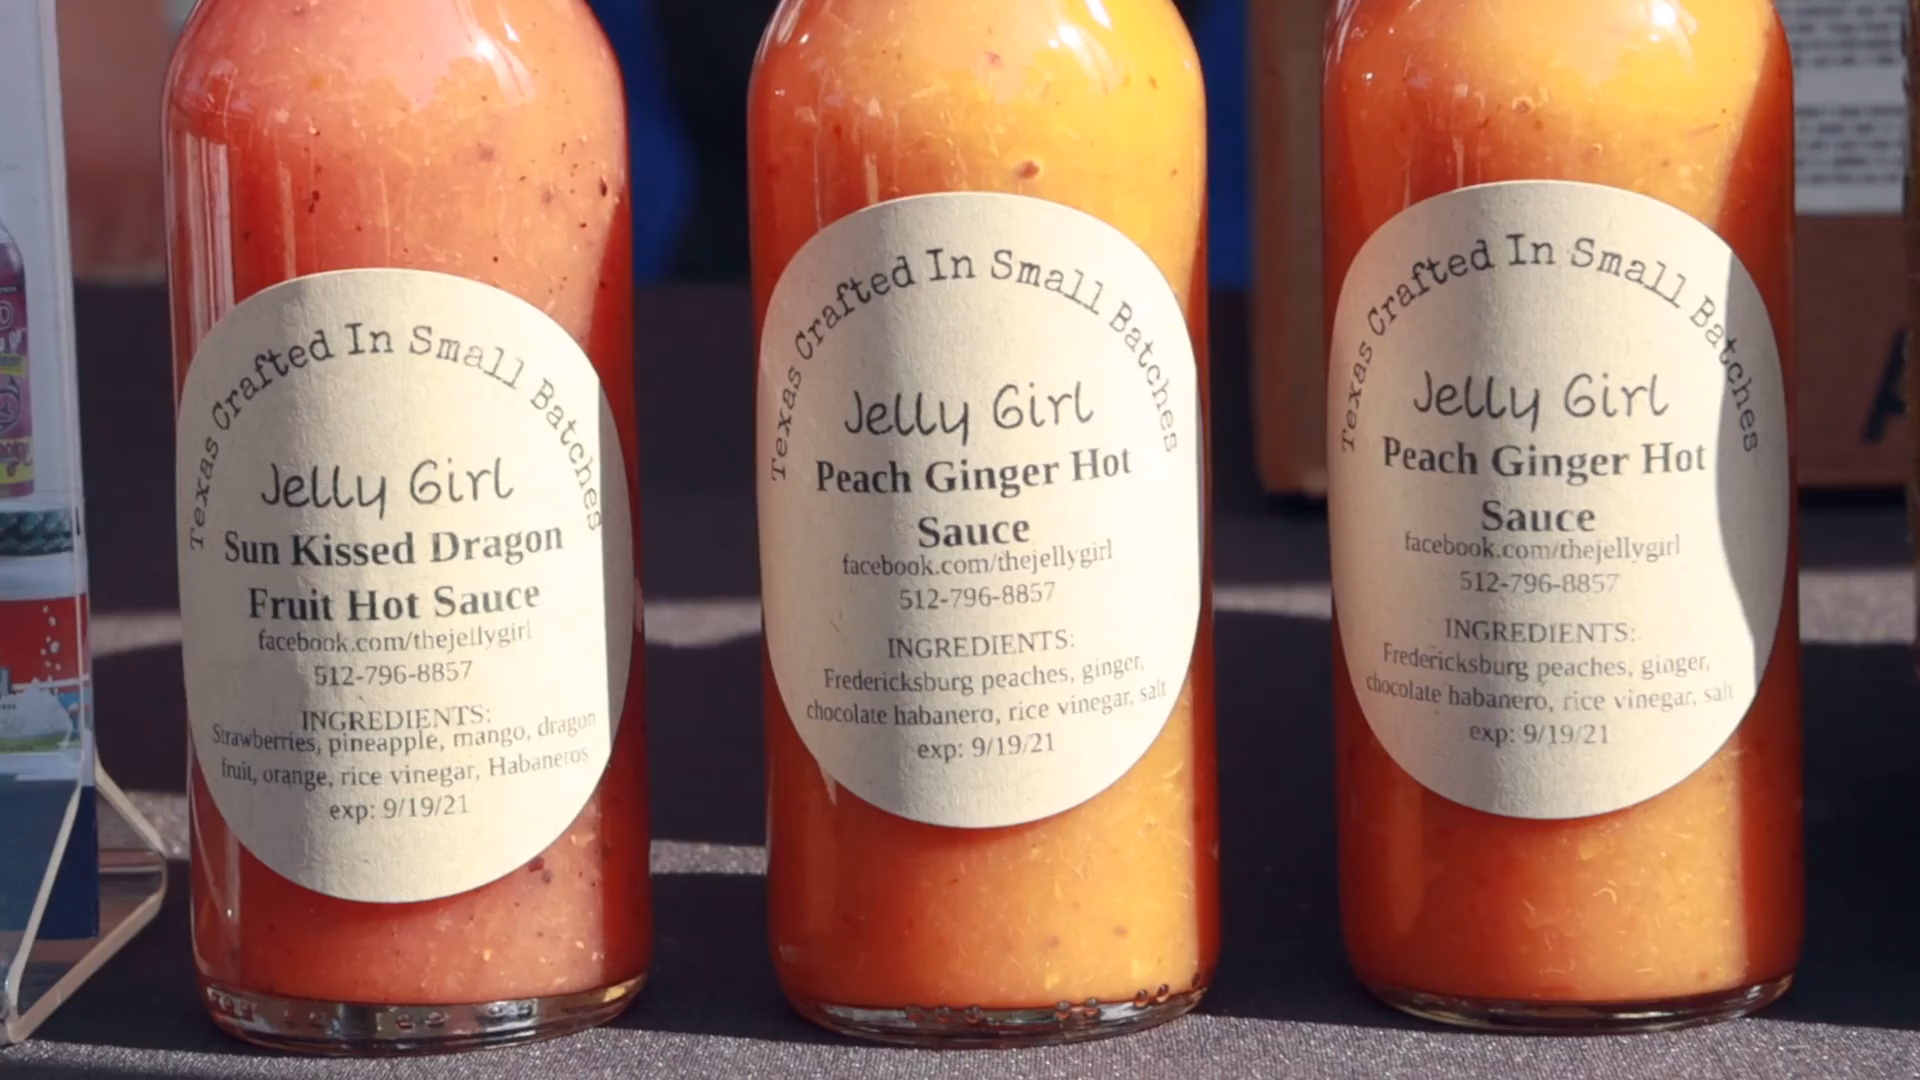 Texas Crafted In Small Batches
Jelly Girl
Sun Kissed Dragon
Fruit Hot Sauce
facebook.com/thejellygirl
512-796-8857
INGREDIENTS:
Strawberries, pineapple, mango, dragon
fruit, orange, rice vinegar, Habaneros
exp: 9/19/21
Texas Crafted In Small Batches
Jelly Girl
Peach Ginger Hot
Sauce
facebook.com/thejellygirl
512-796-8857
INGREDIENTS:
Fredericksburg peaches, ginger,
chocolate habanero, rice vinegar, salt
exp: 9/19/21
Texas Crafted In Small Batches
Jelly Girl
Peach Ginger Hot
Sauce
facebook.com/thejellygirl
512-796-8857
INGREDIENTS:
Fredericksburg peaches, ginger,
chocolate habanero, rice vinegar, salt
exp: 9/19/21